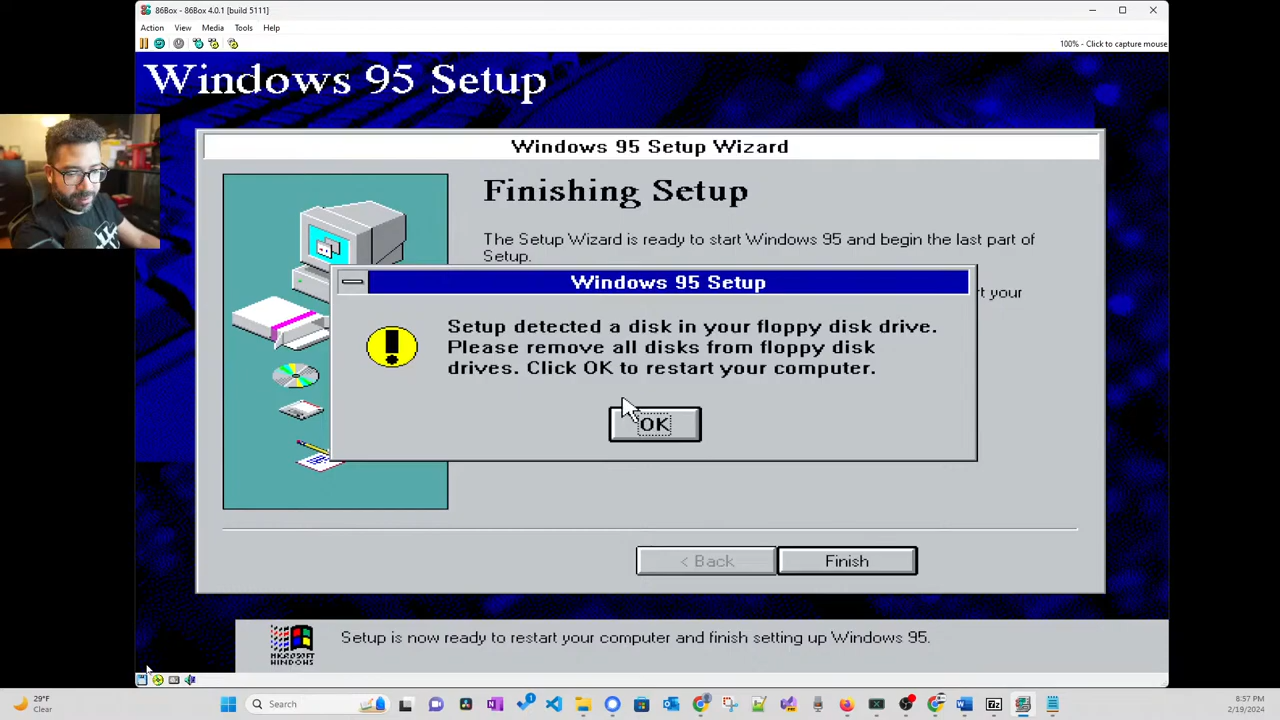 86Box - 86Box 4.0.1 [build 5111]
Action View Media Tools Help
100% - Click to capture mouse
Windows 95 Setup
Windows 95 Setup Wizard
Finishing Setup
The Setup Wizard is ready to start Windows 95 and begin the last part of
Setup.
t your
Windows 95 Setup
Setup detected a disk in your floppy disk drive.
Please remove all disks from floppy disk
drives. Click OK to restart your computer.
OK
< Back Finish
Setup is now ready to restart your computer and finish setting up Windows 95.
MICROSOFT
WINDOWS
29°F
Clear
Search
8:57 PM
2/19/2024